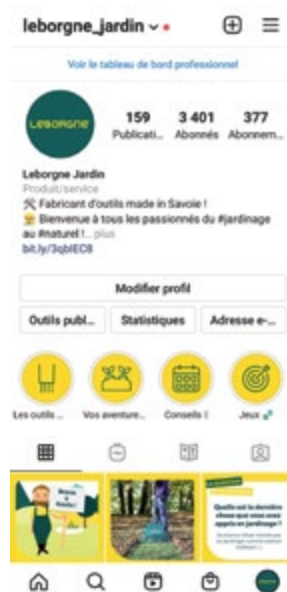 leborgne_jardin
Voir le tableau de bord professionnel
LEBORGNE
159 3 401 377
Publicati... Abonnés Abonnem...
Leborgne Jardin
Produit/service
Fabricant d'outils made in Savoie !
Bienvenue à tous les passionnés du #jardinage
au #naturel !... plus
bit.ly/3qblEC8
Modifier profil
Outils publ... Statistiques Adresse e-...
Les outils ... Vos aventure... Conseils Jeux
Quelle est la dernière
chose que vous avez
appris en jardinage ?